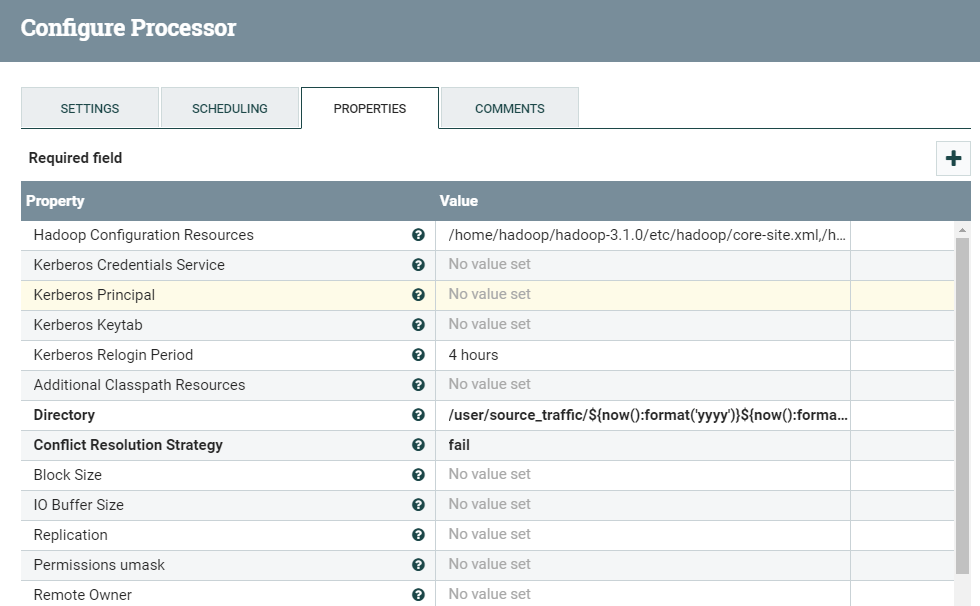 Configure Processor
SETTINGS SCHEDULING PROPERTIES COMMENTS
Required field
Property Value
Hadoop Configuration Resources /home/hadoop/hadoop-3.1.0/etc/hadoop/core-site.xml,/h...
Kerberos Credentials Service No value set
Kerberos Principal No value set
Kerberos Keytab No value set
Kerberos Relogin Period 4 hours
Additional Classpath Resources No value set
Directory /user/source_traffic/${now():format('yyyy')}${now():forma...
Conflict Resolution Strategy fail
Block Size No value set
IO Buffer Size No value set
Replication No value set
Permissions umask No value set
Remote Owner No value set